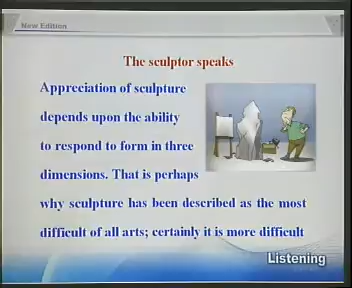 New Edition
The sculptor speaks
Appreciation of sculpture
depends upon the ability
to respond to form in three
dimensions. That is perhaps
why sculpture has been described as the most
difficult of all arts; certainly it is more difficult
Listening